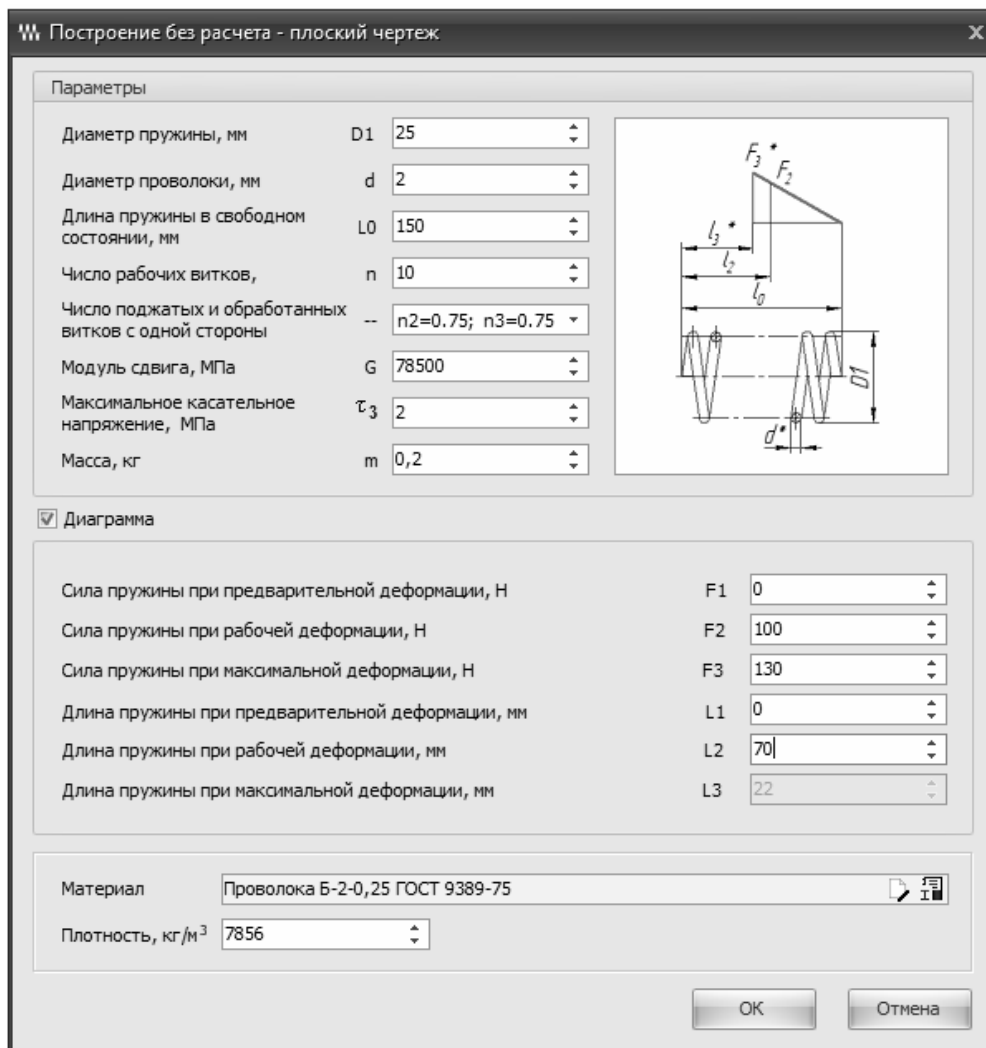 Построение без расчета - плоский чертеж
Параметры
Диаметр пружины, мм D1 25
Диаметр проволоки, мм d 2
Длина пружины в свободном
состоянии, мм L0 150
Число рабочих витков, n 10
Число поджатых и обработанных
витков с одной стороны -- n2=0.75; n3=0.75
Модуль сдвига, МПа G 78500
Максимальное касательное
напряжение, МПа τ3 2
Масса, кг m 0,2
F3 *
F2
l3 *
l2
l0
D1
d*
Диаграмма
Сила пружины при предварительной деформации, Н F1 0
Сила пружины при рабочей деформации, Н F2 100
Сила пружины при максимальной деформации, Н F3 130
Длина пружины при предварительной деформации, мм L1 0
Длина пружины при рабочей деформации, мм L2 70
Длина пружины при максимальной деформации, мм L3 22
Материал Проволока Б-2-0,25 ГОСТ 9389-75
Плотность, кг/м3 7856
OK Отмена